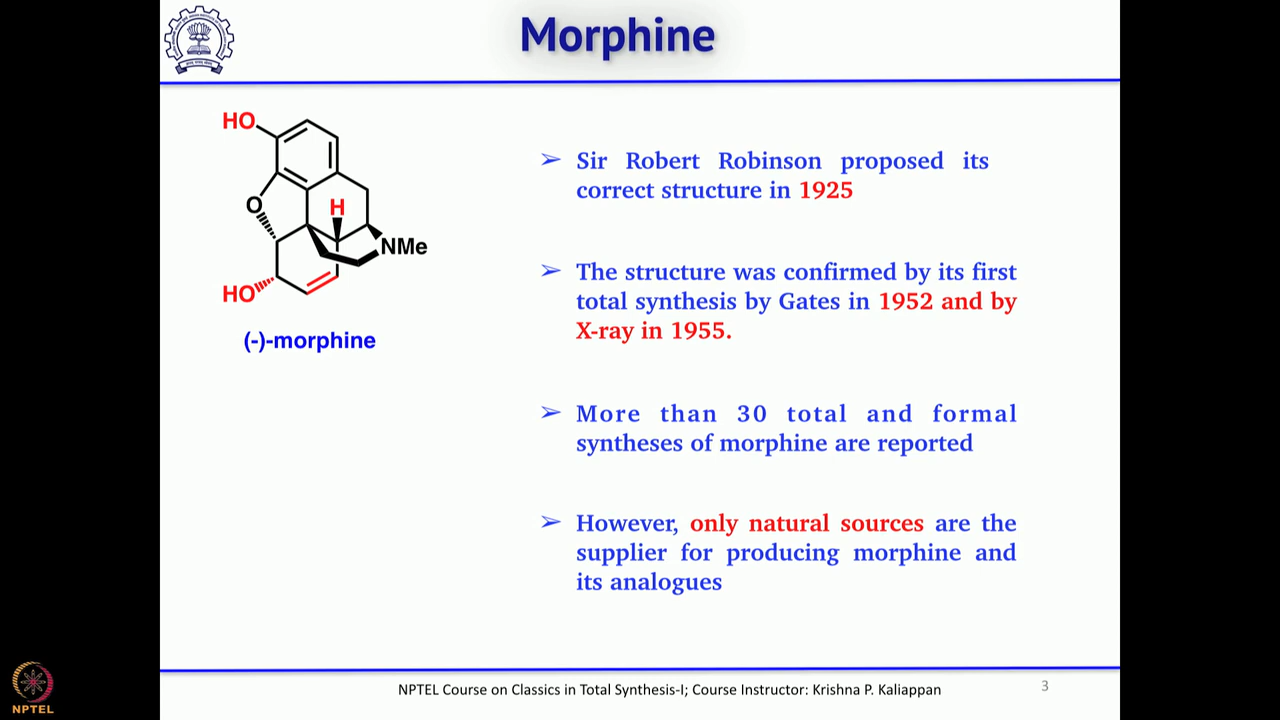 Morphine
HO
O
H
NMe
HO
(-)-morphine
➢ Sir Robert Robinson proposed its
correct structure in 1925
➢ The structure was confirmed by its first
total synthesis by Gates in 1952 and by
X-ray in 1955.
➢ More than 30 total and formal
syntheses of morphine are reported
➢ However, only natural sources are the
supplier for producing morphine and
its analogues
NPTEL Course on Classics in Total Synthesis-I; Course Instructor: Krishna P. Kaliappan
3
NPTEL